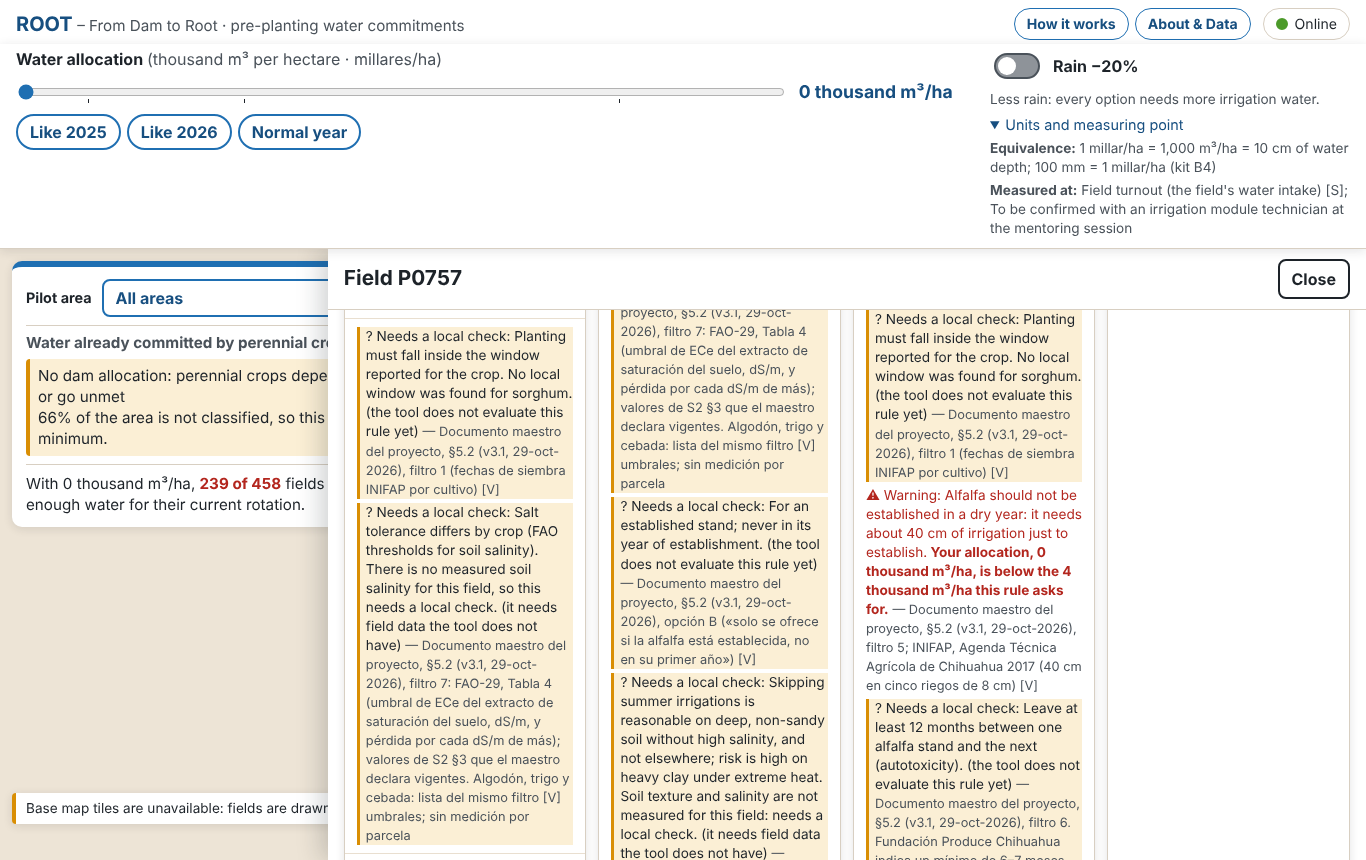 ROOT – From Dam to Root · pre-planting water commitments
How it works
About & Data
Online
Water allocation (thousand m³ per hectare · millares/ha)
0 thousand m³/ha
Like 2025
Like 2026
Normal year
Rain −20%
Less rain: every option needs more irrigation water.
▼ Units and measuring point
Equivalence: 1 millar/ha = 1,000 m³/ha = 10 cm of water
depth; 100 mm = 1 millar/ha (kit B4)
Measured at: Field turnout (the field's water intake) [S];
To be confirmed with an irrigation module technician at
the mentoring session
Pilot area
All areas
Water already committed by perennial cr
No dam allocation: perennial crops depe
or go unmet
66% of the area is not classified, so this
minimum.
With 0 thousand m³/ha, 239 of 458 fields
enough water for their current rotation.
Base map tiles are unavailable: fields are drawn
Field P0757
Close
? Needs a local check: Planting
must fall inside the window
reported for the crop. No local
window was found for sorghum.
(the tool does not evaluate this
rule yet) — Documento maestro
del proyecto, §5.2 (v3.1, 29-oct-
2026), filtro 1 (fechas de siembra
INIFAP por cultivo) [V]
? Needs a local check: Salt
tolerance differs by crop (FAO
thresholds for soil salinity).
There is no measured soil
salinity for this field, so this
needs a local check. (it needs
field data the tool does not
have) — Documento maestro del
proyecto, §5.2 (v3.1, 29-oct-
2026), filtro 7: FAO-29, Tabla 4
(umbral de ECe del extracto de
saturación del suelo, dS/m, y
pérdida por cada dS/m de más);
valores de S2 §3 que el maestro
declara vigentes. Algodón, trigo y
cebada: lista del mismo filtro [V]
umbrales; sin medición por
parcela
proyecto, §5.2 (v3.1, 29-oct-
2026), filtro 7: FAO-29, Tabla 4
(umbral de ECe del extracto de
saturación del suelo, dS/m, y
pérdida por cada dS/m de más);
valores de S2 §3 que el maestro
declara vigentes. Algodón, trigo y
cebada: lista del mismo filtro [V]
umbrales; sin medición por
parcela
? Needs a local check: For an
established stand; never in its
year of establishment. (the tool
does not evaluate this rule yet)
— Documento maestro del
proyecto, §5.2 (v3.1, 29-oct-
2026), opción B («solo se ofrece
si la alfalfa está establecida, no
en su primer año») [V]
? Needs a local check: Skipping
summer irrigations is
reasonable on deep, non-sandy
soil without high salinity, and
not elsewhere; risk is high on
heavy clay under extreme heat.
Soil texture and salinity are not
measured for this field: needs a
local check. (it needs field data
the tool does not have) —
? Needs a local check: Planting
must fall inside the window
reported for the crop. No local
window was found for sorghum.
(the tool does not evaluate this
rule yet) — Documento maestro
del proyecto, §5.2 (v3.1, 29-oct-
2026), filtro 1 (fechas de siembra
INIFAP por cultivo) [V]
⚠ Warning: Alfalfa should not be
established in a dry year: it needs
about 40 cm of irrigation just to
establish. Your allocation, 0
thousand m³/ha, is below the 4
thousand m³/ha this rule asks
for. — Documento maestro del
proyecto, §5.2 (v3.1, 29-oct-2026),
filtro 5; INIFAP, Agenda Técnica
Agrícola de Chihuahua 2017 (40 cm
en cinco riegos de 8 cm) [V]
? Needs a local check: Leave at
least 12 months between one
alfalfa stand and the next
(autotoxicity). (the tool does not
evaluate this rule yet) —
Documento maestro del proyecto,
§5.2 (v3.1, 29-oct-2026), filtro 6.
Fundación Produce Chihuahua
indica un mínimo de 6–7 meses